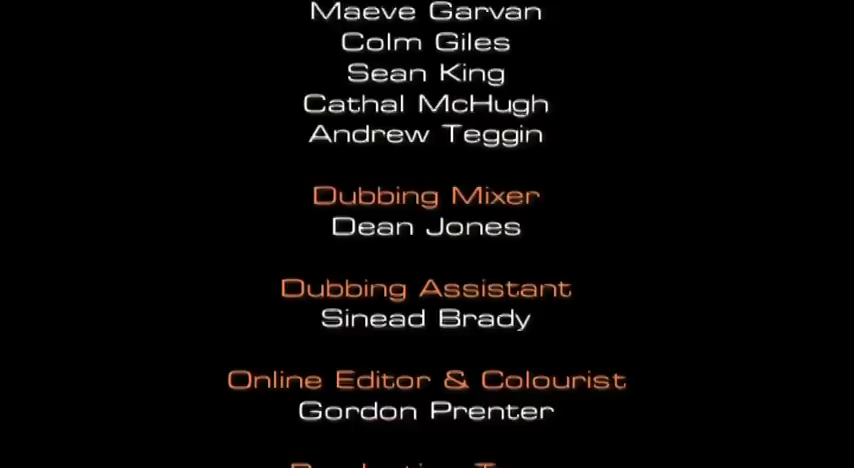 Maeve Garvan
Colm Giles
Sean King
Cathal McHugh
Andrew Teggin
Dubbing Mixer
Dean Jones
Dubbing Assistant
Sinead Brady
Online Editor & Colourist
Gordon Prenter